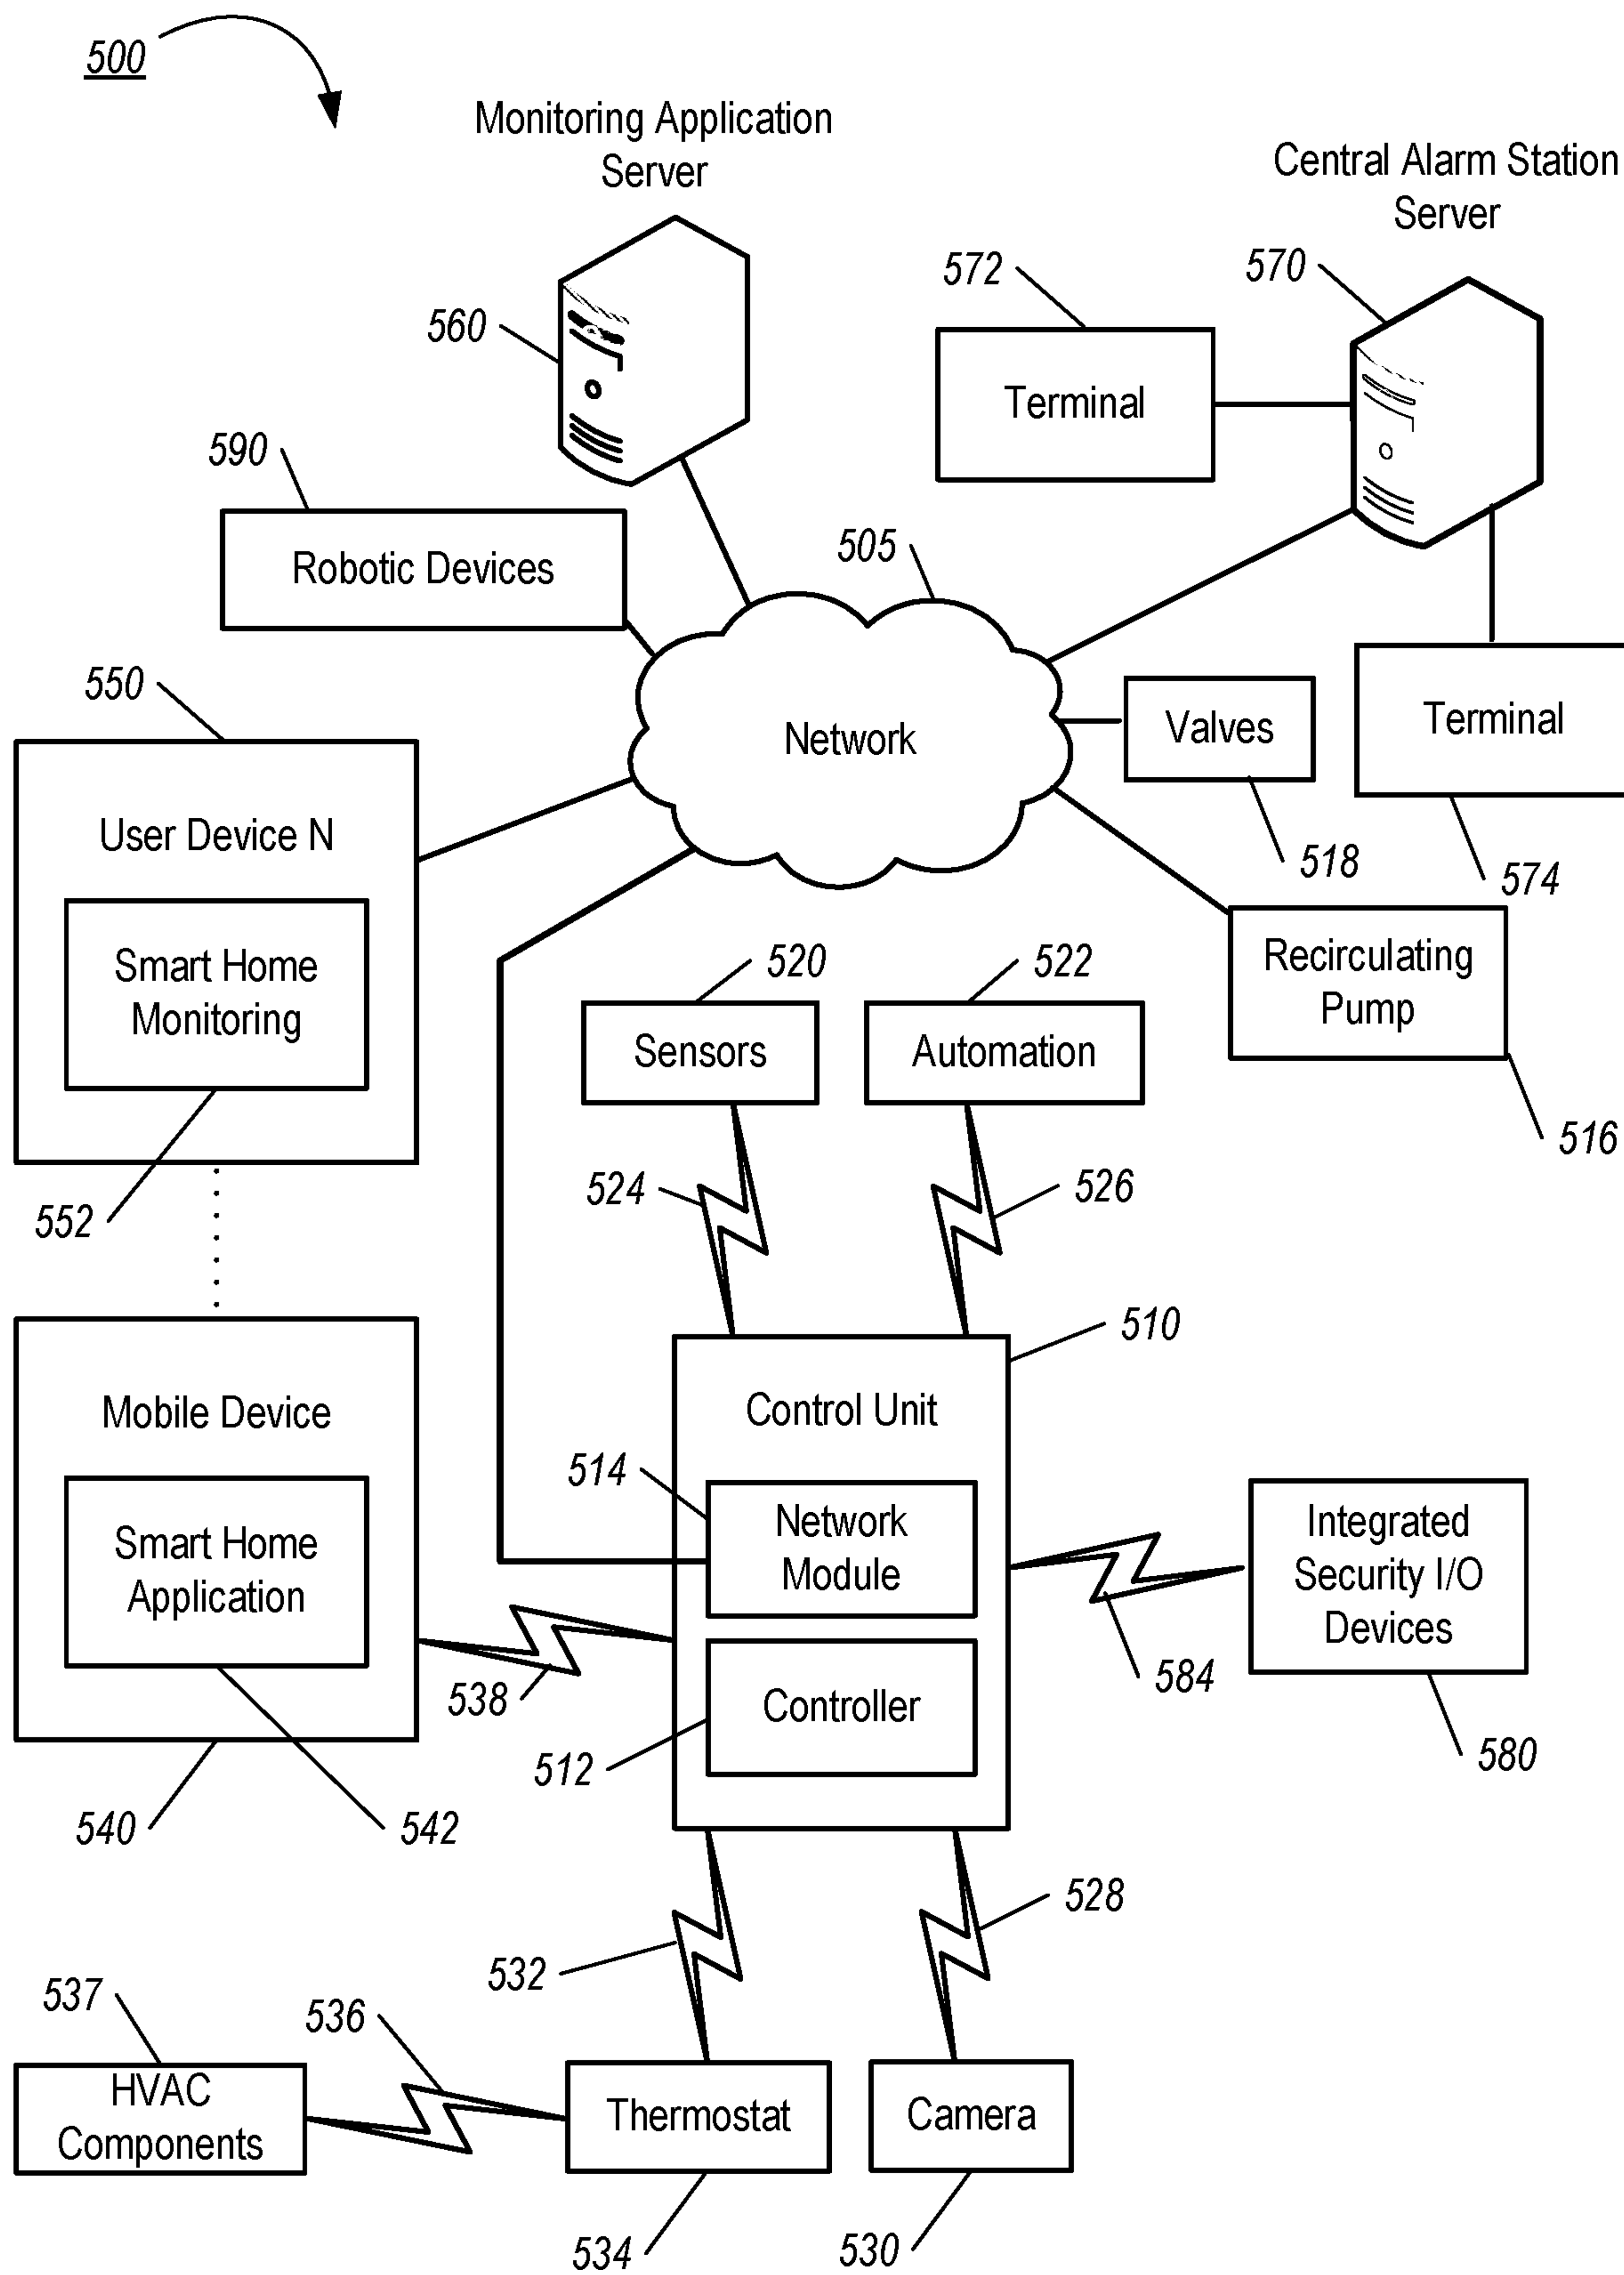 500
Monitoring Application
Server
Central Alarm Station
Server
572
570
560
Terminal
590
505
Robotic Devices
550
Valves
Terminal
Network
User Device N
518
574
Smart Home
Monitoring
520
522
Recirculating
Pump
Sensors
Automation
516
524
526
552
510
Mobile Device
Control Unit
514
Network
Module
Integrated
Security I/O
Devices
Smart Home
Application
538
584
Controller
512
580
540
542
528
532
537
536
HVAC
Components
Thermostat
Camera
534
530